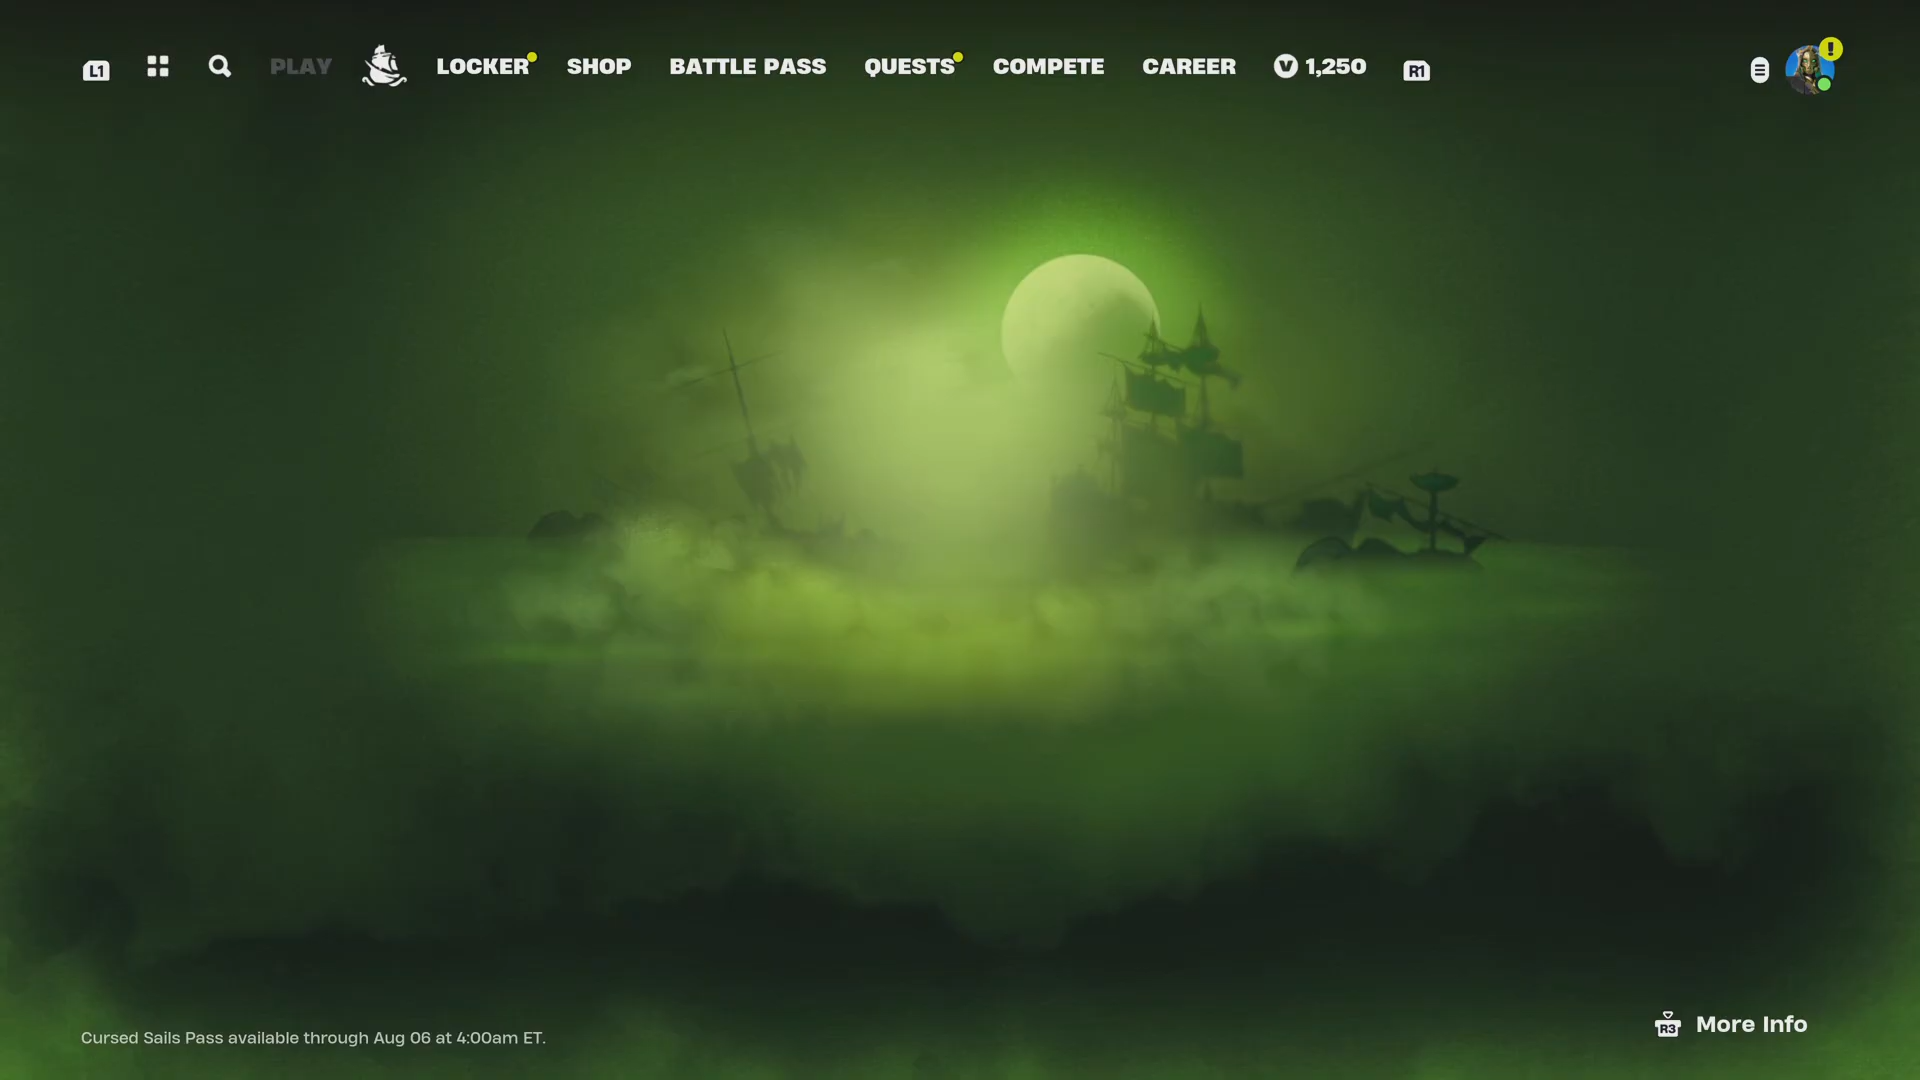 L1 PLAY LOCKER SHOP BATTLE PASS QUESTS COMPETE CAREER V 1,250 R1 !
Cursed Sails Pass available through Aug 06 at 4:00am ET.
R3 More Info